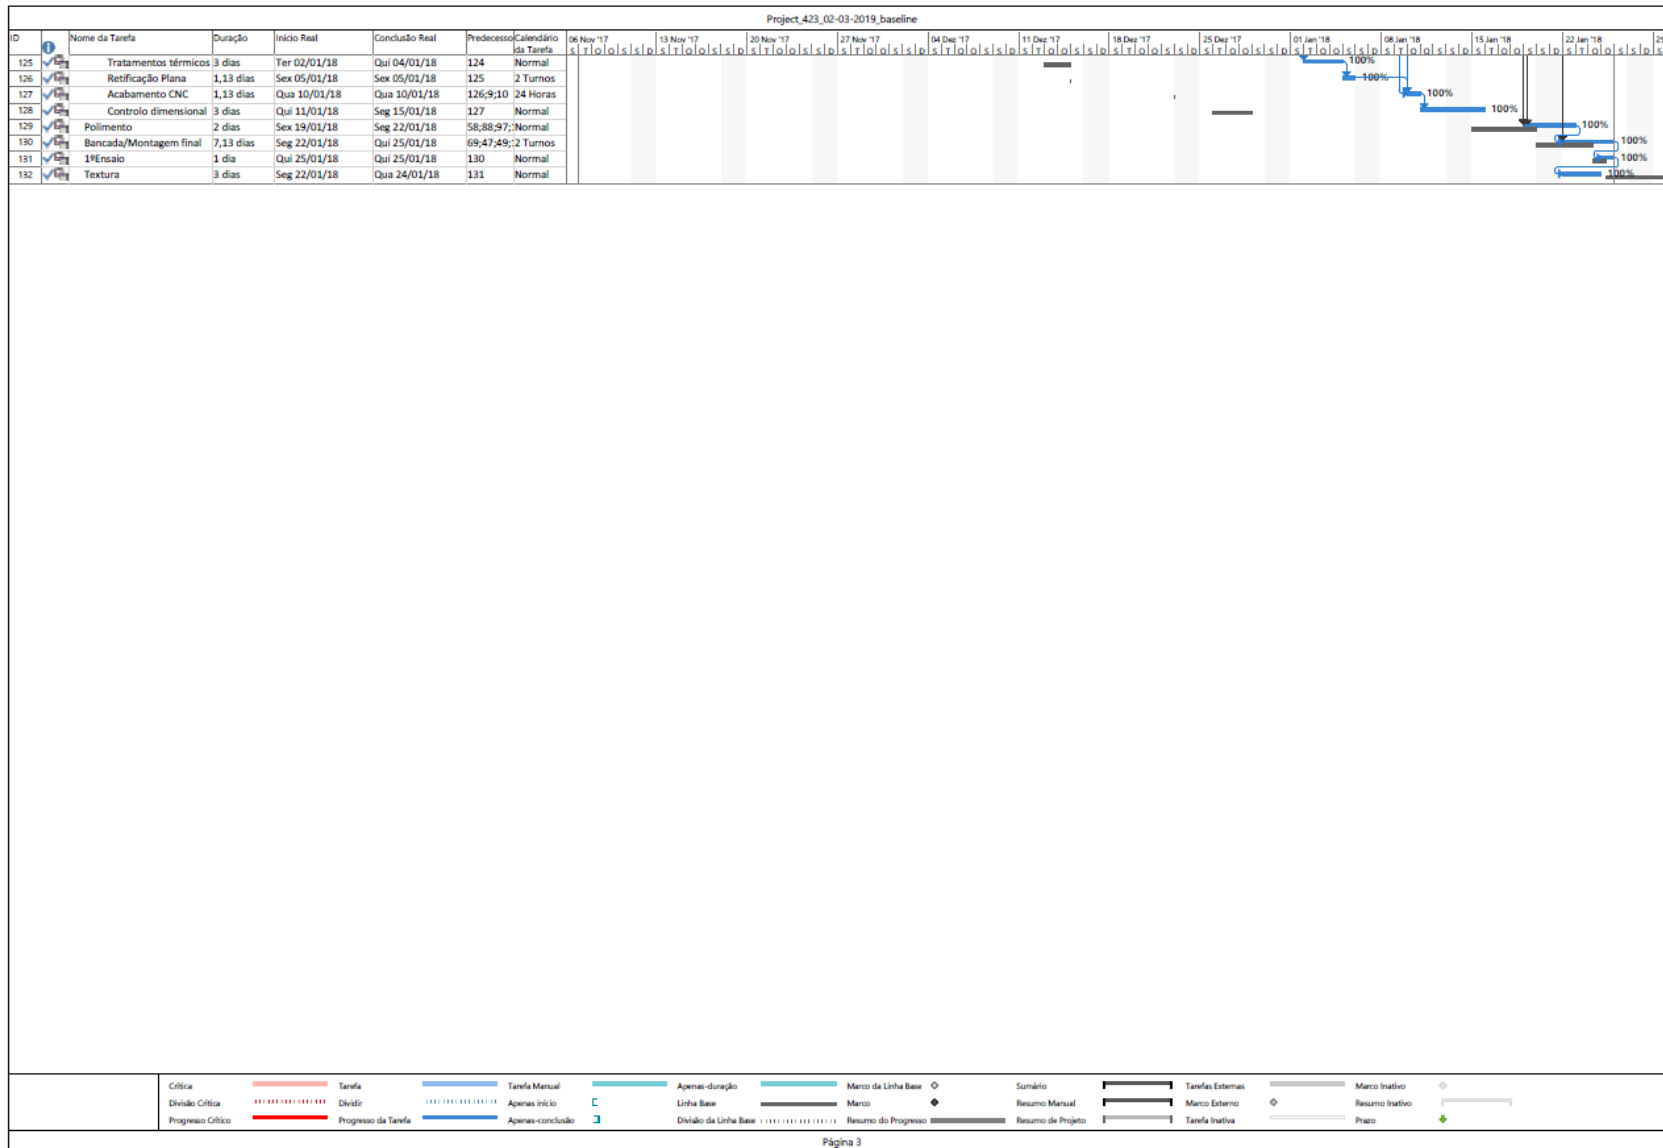 Project_423_02-03-2019_baseline
ID Nome da Tarefa Duração Início Real Conclusão Real Predecesso Calendário da Tarefa 06 Nov '17 13 Nov '17 20 Nov '17 27 Nov '17 04 Dez '17 11 Dez '17 18 Dez '17 25 Dez '17 01 Jan '18 08 Jan '18 15 Jan '18 22 Jan '18 29
S T Q Q S S D S T Q Q S S D S T Q Q S S D S T Q Q S S D S T Q Q S S D S T Q Q S S D S T Q Q S S D S T Q Q S S D S T Q Q S S D S T Q Q S S D S T Q Q S S D S T Q Q S S D S
125 Tratamentos térmicos 3 dias Ter 02/01/18 Qui 04/01/18 124 Normal 100%
126 Retificação Plana 1,13 dias Sex 05/01/18 Sex 05/01/18 125 2 Turnos 100%
127 Acabamento CNC 1,13 dias Qua 10/01/18 Qua 10/01/18 126;9;10 24 Horas 100%
128 Controlo dimensional 3 dias Qui 11/01/18 Seg 15/01/18 127 Normal 100%
129 Polimento 2 dias Sex 19/01/18 Seg 22/01/18 58;88;97; Normal 100%
130 Bancada/Montagem final 7,13 dias Seg 22/01/18 Qui 25/01/18 69;47;49; 2 Turnos 100%
131 1ºEnsaio 1 dia Qui 25/01/18 Qui 25/01/18 130 Normal 100%
132 Textura 3 dias Seg 22/01/18 Qua 24/01/18 131 Normal 100%
Crítica Tarefa Tarefa Manual Apenas-duração Marco da Linha Base Sumário Tarefas Externas Marco Inativo
Divisão Crítica Dividir Apenas início Linha Base Marco Resumo Manual Marco Externo Resumo Inativo
Progresso Crítico Progresso da Tarefa Apenas-conclusão Divisão da Linha Base Resumo do Progresso Resumo de Projeto Tarefa Inativa Prazo
Página 3